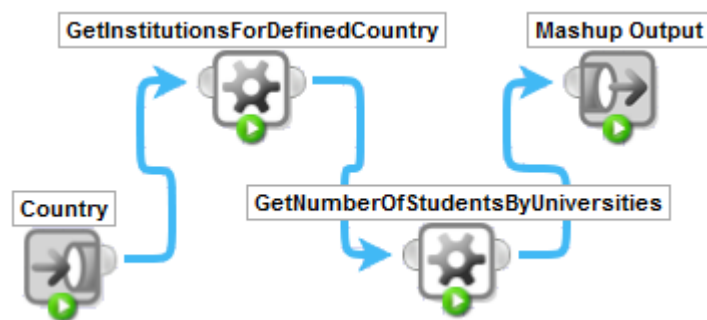 GetInstitutionsForDefinedCountry
Mashup Output
Country
GetNumberOfStudentsByUniversities